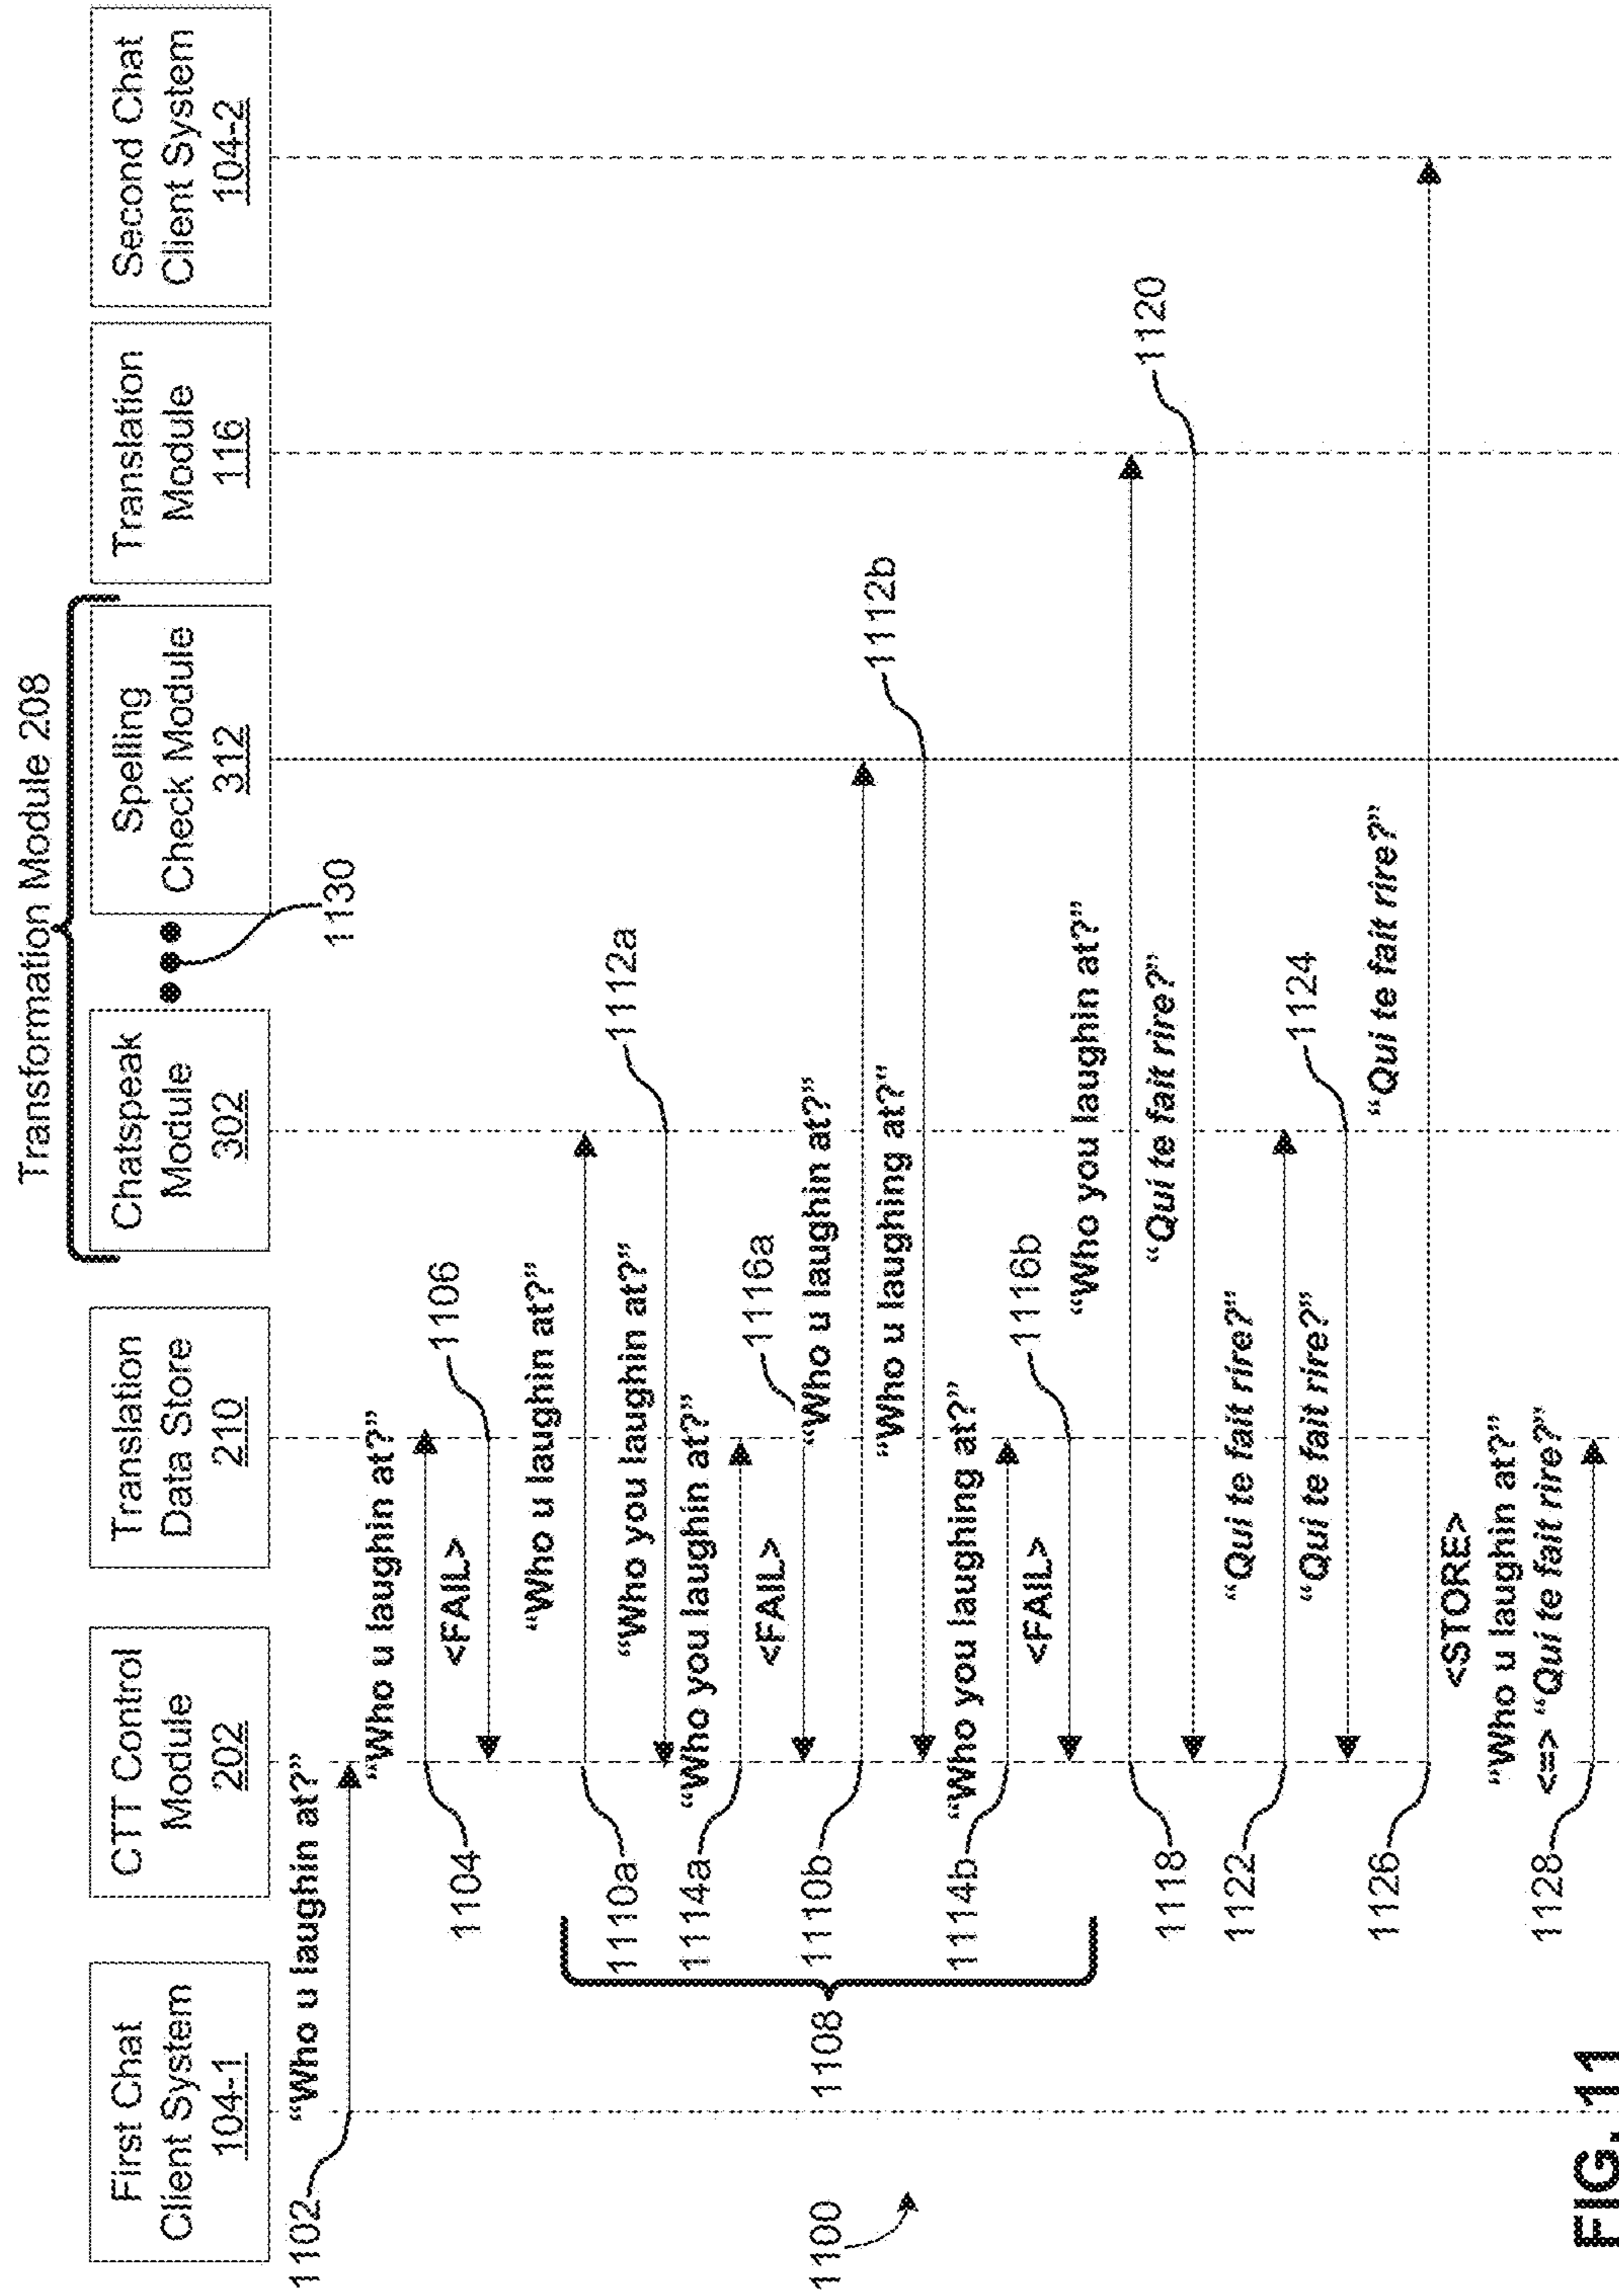 Transformation Module 208
First Chat
Client System
104-1
CTT Control
Module
202
Translation
Data Store
210
Chatspeak
Module
302
1130
Spelling
Check Module
312
Translation
Module
116
Second Chat
Client System
104-2
1102
“Who u laughin at?”
“Who u laughin at?”
1104
<FAIL>
1106
“Who u laughin at?”
1110a
“Who you laughin at?”
1112a
“Who you laughin at?”
1114a
<FAIL>
1116a
“Who u laughin at?”
1110b
“Who u laughing at?”
1112b
“Who you laughing at?”
1114b
<FAIL>
1116b
1108
“Who you laughin at?”
1118
“Qui te fait rire?”
1120
“Qui te fait rire?”
1122
“Qui te fait rire?”
1124
“Qui te fait rire?”
1126
<STORE>
“Who u laughin at?”
<=> “Qui te fait rire?”
1128
1100
FIG. 11